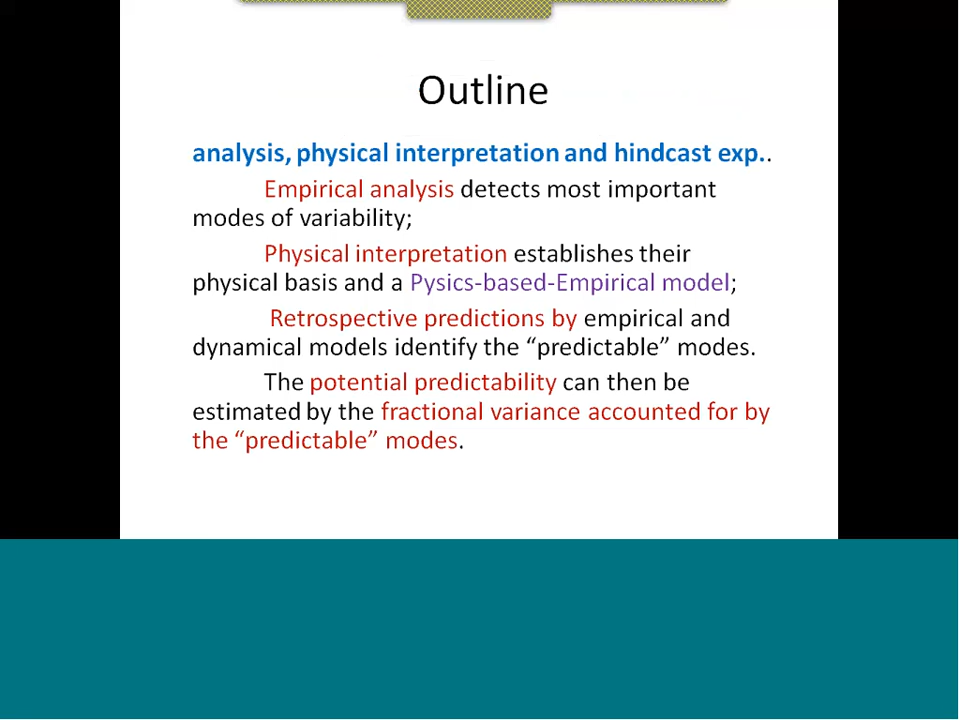 Outline
analysis, physical interpretation and hindcast exp..
Empirical analysis detects most important
modes of variability;
Physical interpretation establishes their
physical basis and a Pysics-based-Empirical model;
Retrospective predictions by empirical and
dynamical models identify the “predictable” modes.
The potential predictability can then be
estimated by the fractional variance accounted for by
the “predictable” modes.